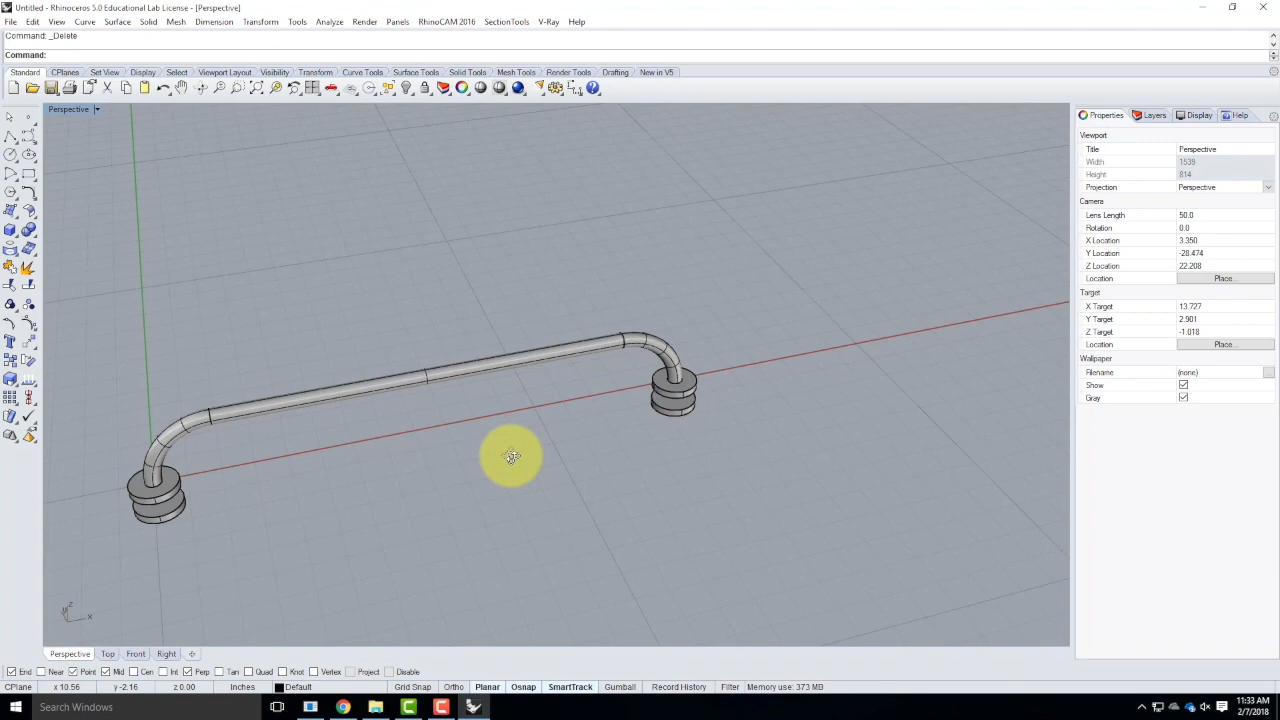 Untitled - Rhinoceros 5.0 Educational Lab License - [Perspective]
File Edit View Curve Surface Solid Mesh Dimension Transform Tools Analyze Render Panels RhinoCAM 2016 SectionTools V-Ray Help
Command: _Delete
Command:
Standard CPlanes Set View Display Select Viewport Layout Visibility Transform Curve Tools Surface Tools Solid Tools Mesh Tools Render Tools Drafting New in V5
Perspective
Properties Layers Display Help
Viewport
Title Perspective
Width 1539
Height 814
Projection Perspective
Camera
Lens Length 50.0
Rotation 0.0
X Location 3.350
Y Location -28.474
Z Location 22.208
Location Place...
Target
X Target 13.727
Y Target 2.901
Z Target -1.018
Location Place...
Wallpaper
Filename (none)
Show
Gray
z
y
x
Perspective Top Front Right
End Near Point Mid Cen Int Perp Tan Quad Knot Vertex Project Disable
CPlane x 10.56 y -2.16 z 0.00 Inches Default Grid Snap Ortho Planar Osnap SmartTrack Gumball Record History Filter Memory use: 373 MB
Search Windows
11:33 AM
2/7/2018